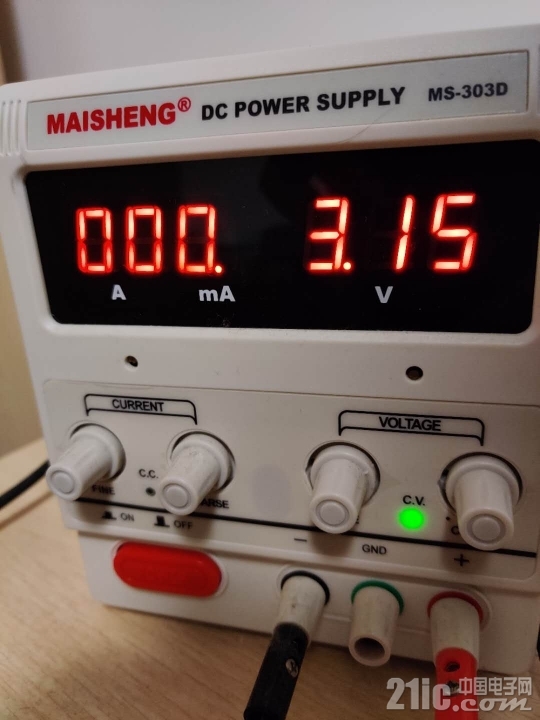 MAISHENG® DC POWER SUPPLY MS-303D
000. 3.15
A mA V
CURRENT VOLTAGE
C.C. C.V.
FINE
ON OFF
− GND +
21ic 中国电子网
.com